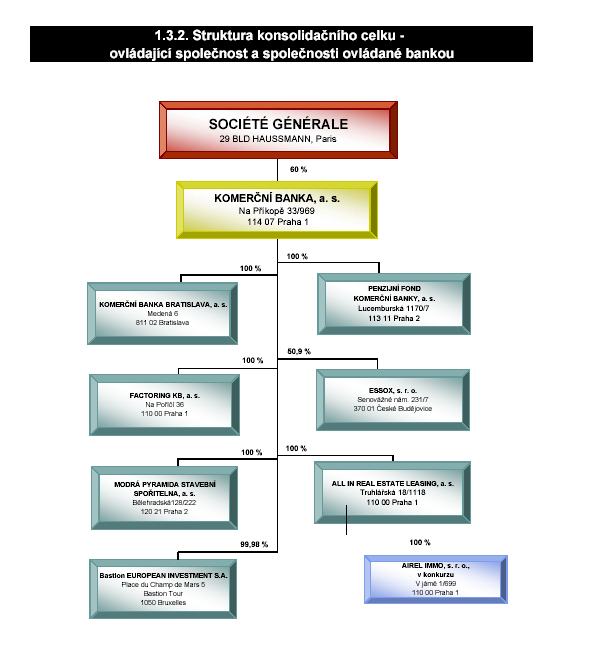 1.3.2. Struktura konsolidačního celku -
ovládající společnost a společnosti ovládané bankou
SOCIÉTÉ GÉNÉRALE
29 BLD HAUSSMANN, Paris
60 %
KOMERČNÍ BANKA, a. s.
Na Příkopě 33/969
114 07 Praha 1
100 %
100 %
KOMERČNÍ BANKA BRATISLAVA, a. s.
Medená 6
811 02 Bratislava
PENZIJNÍ FOND
KOMERČNÍ BANKY, a. s.
Lucemburská 1170/7
113 11 Praha 2
100 %
50,9 %
FACTORING KB, a. s.
Na Poříčí 36
110 00 Praha 1
ESSOX, s. r. o.
Senovážné nám. 231/7
370 01 České Budějovice
100 %
100 %
MODRÁ PYRAMIDA STAVEBNÍ
SPOŘITELNA, a. s.
Bělehradská128/222
120 21 Praha 2
ALL IN REAL ESTATE LEASING, a. s.
Truhlářská 18/1118
110 00 Praha 1
99,98 %
100 %
Bastion EUROPEAN INVESTMENT S.A.
Place du Champ de Mars 5
Bastion Tour
1050 Bruxelles
AIREL IMMO, s. r. o.,
v konkurzu
V jámě 1/699
110 00 Praha 1